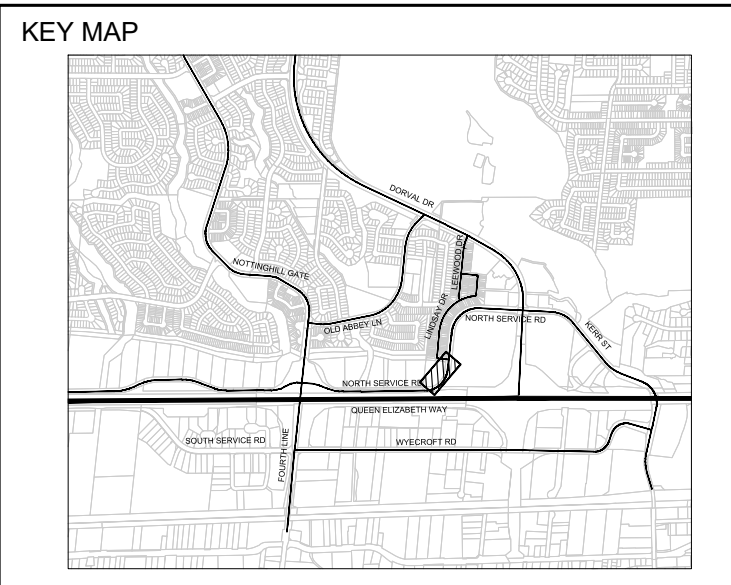 KEY MAP
DORVAL DR
NOTTINGHILL GATE
LEEWOOD DR
OLD ABBEY LN
LINDSAY DR
NORTH SERVICE RD
KERR ST
NORTH SERVICE RD
QUEEN ELIZABETH WAY
SOUTH SERVICE RD
FOURTH LINE
WYECROFT RD